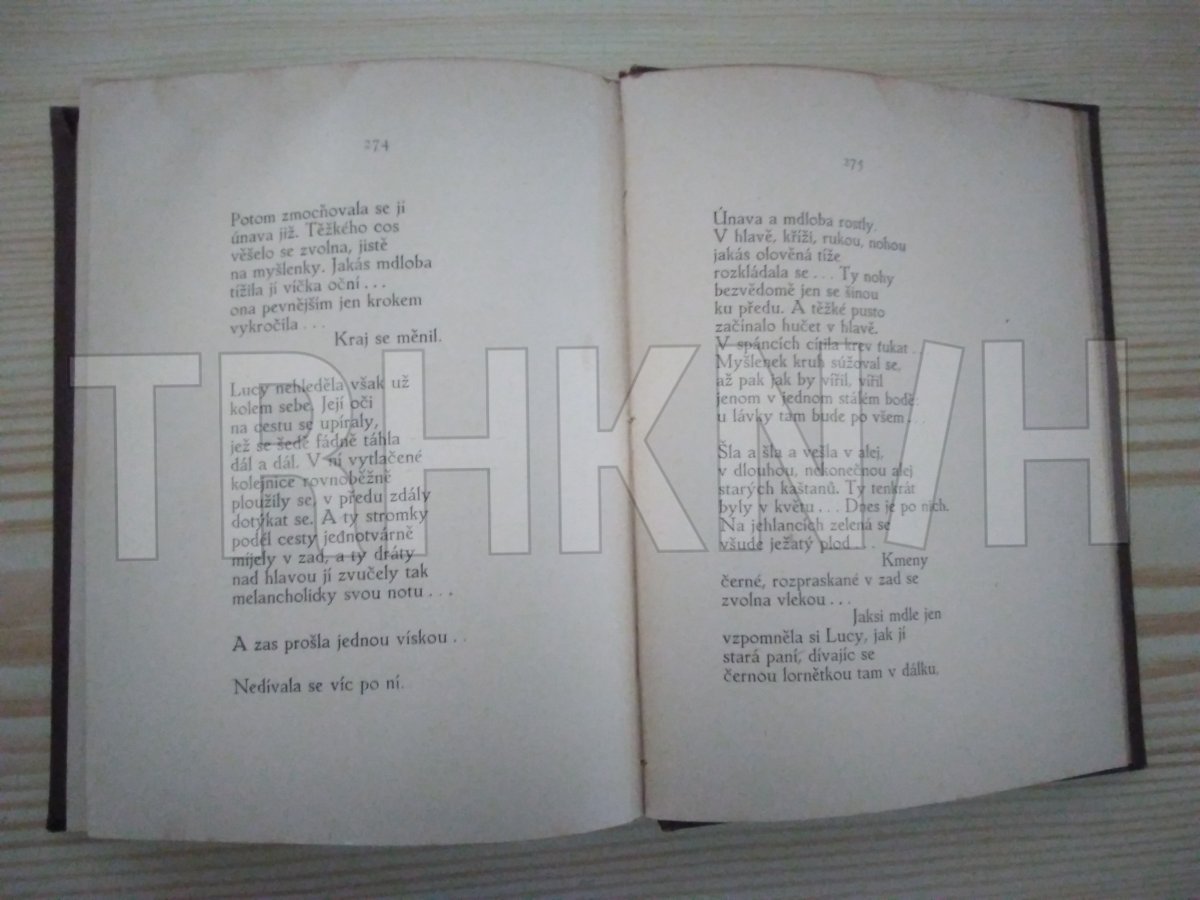 274
Potom zmocňovala se jí
únava již. Těžkého cos
věšelo se zvolna, jistě
na myšlenky. Jakás mdloba
tížila jí víčka oční...
ona pevnějším jen krokem
vykročila...
Kraj se měnil.
Lucy nehleděla však už
kolem sebe. Její oči
na cestu se upíraly,
jež se šedě fádně táhla
dál a dál. V ní vytlačené
kolejnice rovnoběžně
ploužily se, v předu zdály
dotýkat se. A ty stromky
podél cesty jednotvárně
míjely v zad, a ty dráty
nad hlavou jí zvučely tak
melancholicky svou notu...
A zas prošla jednou vískou..
Nedívala se víc po ní.
275
Únava a mdloba rostly.
V hlavě, kříži, rukou, nohou
jakás olověná tíže
rozkládala se... Ty nohy
bezvědomě jen se šinou
ku předu. A těžké pusto
začínalo hučet v hlavě.
V spáncích cítila krev ťukat..
Myšlenek kruh súžoval se,
až pak jak by vířil, vířil
jenom v jednom stálém bodě:
u lávky tam bude po všem...
Šla a šla a vešla v alej,
v dlouhou, nekonečnou alej
starých kaštanů. Ty tenkrát
byly v květu... Dnes je po nich.
Na jehlancích zelená se
všude ježatý plod...
Kmeny
černé, rozpraskané v zad se
zvolna vlekou...
Jaksi mdle jen
vzpomněla si Lucy, jak jí
stará paní, dívajíc se
černou lornětkou tam v dálku,
TRHKNIH